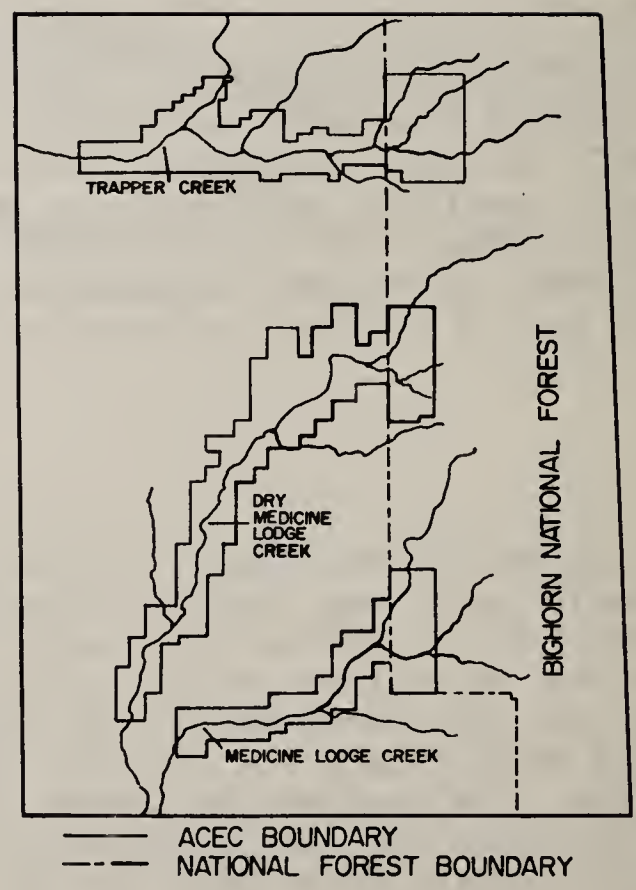 TRAPPER CREEK
DRY
MEDICINE
LODGE
CREEK
BIGHORN NATIONAL FOREST
MEDICINE LODGE CREEK
ACEC BOUNDARY
NATIONAL FOREST BOUNDARY